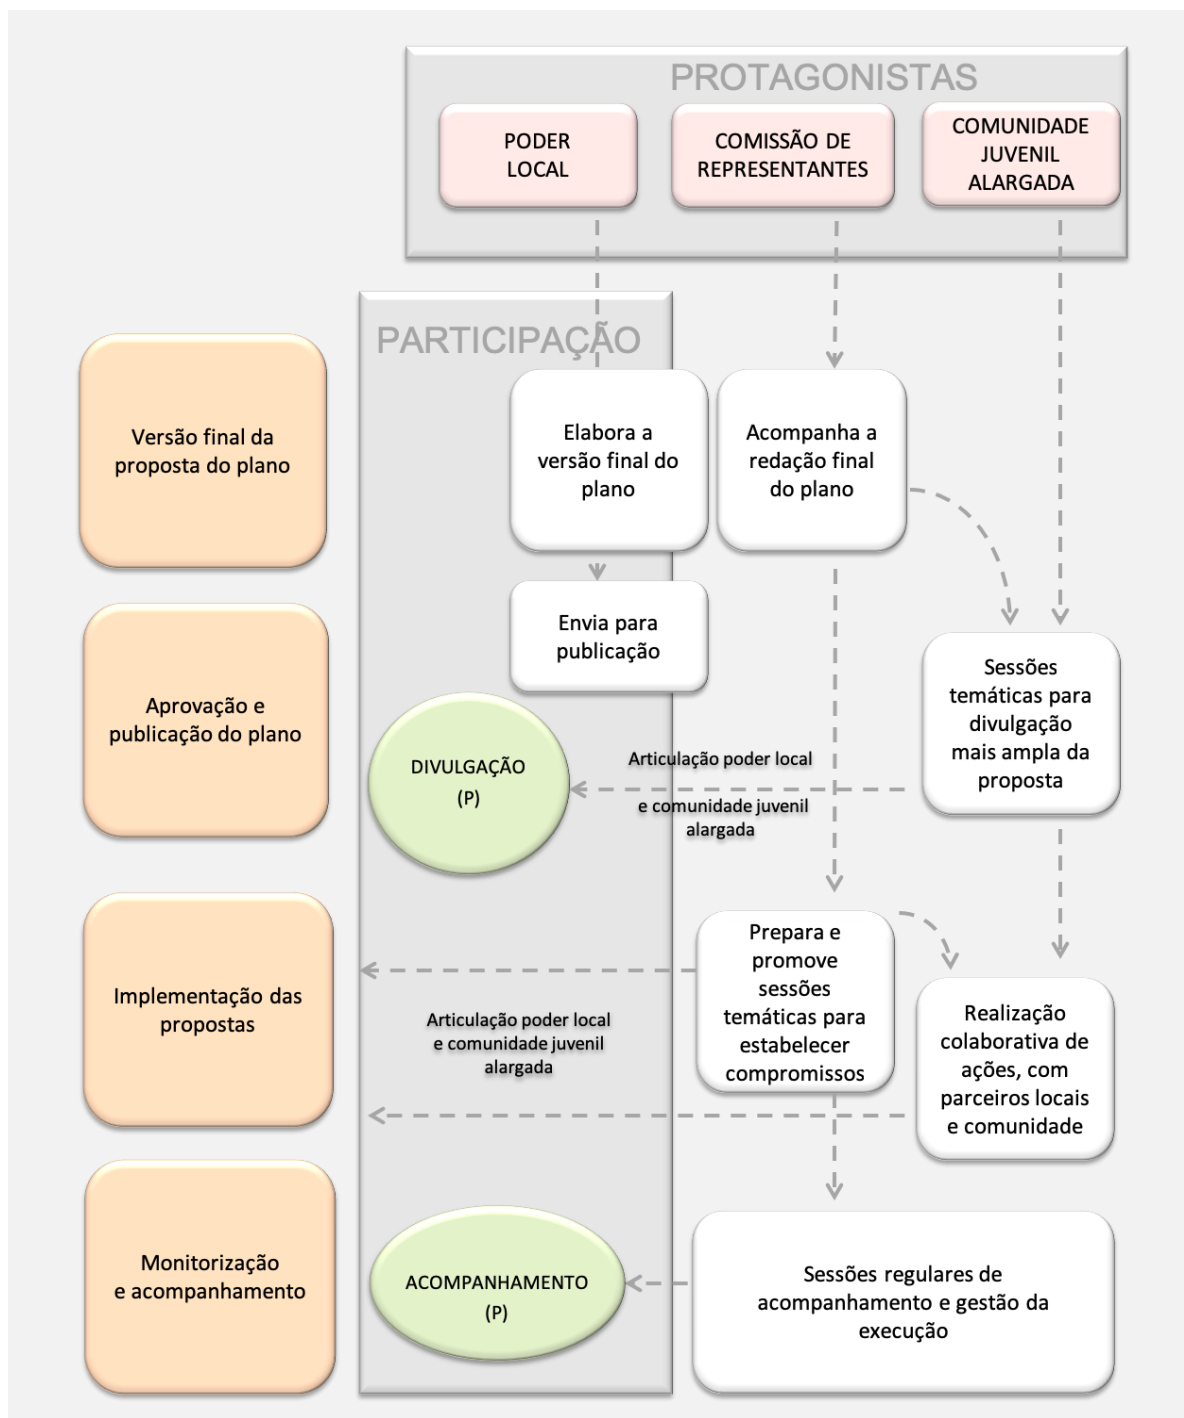 PROTAGONISTAS
PODER
LOCAL
COMISSÃO DE
REPRESENTANTES
COMUNIDADE
JUVENIL
ALARGADA
PARTICIPAÇÃO
Versão final da
proposta do plano
Elabora a
versão final do
plano
Acompanha a
redação final
do plano
Envia para
publicação
Aprovação e
publicação do plano
Sessões
temáticas para
divulgação
mais ampla da
proposta
DIVULGAÇÃO
(P)
Articulação poder local
e comunidade juvenil
alargada
Implementação das
propostas
Articulação poder local
e comunidade juvenil
alargada
Prepara e
promove
sessões
temáticas para
estabelecer
compromissos
Realização
colaborativa de
ações, com
parceiros locais
e comunidade
Monitorização
e acompanhamento
ACOMPANHAMENTO
(P)
Sessões regulares de
acompanhamento e gestão da
execução